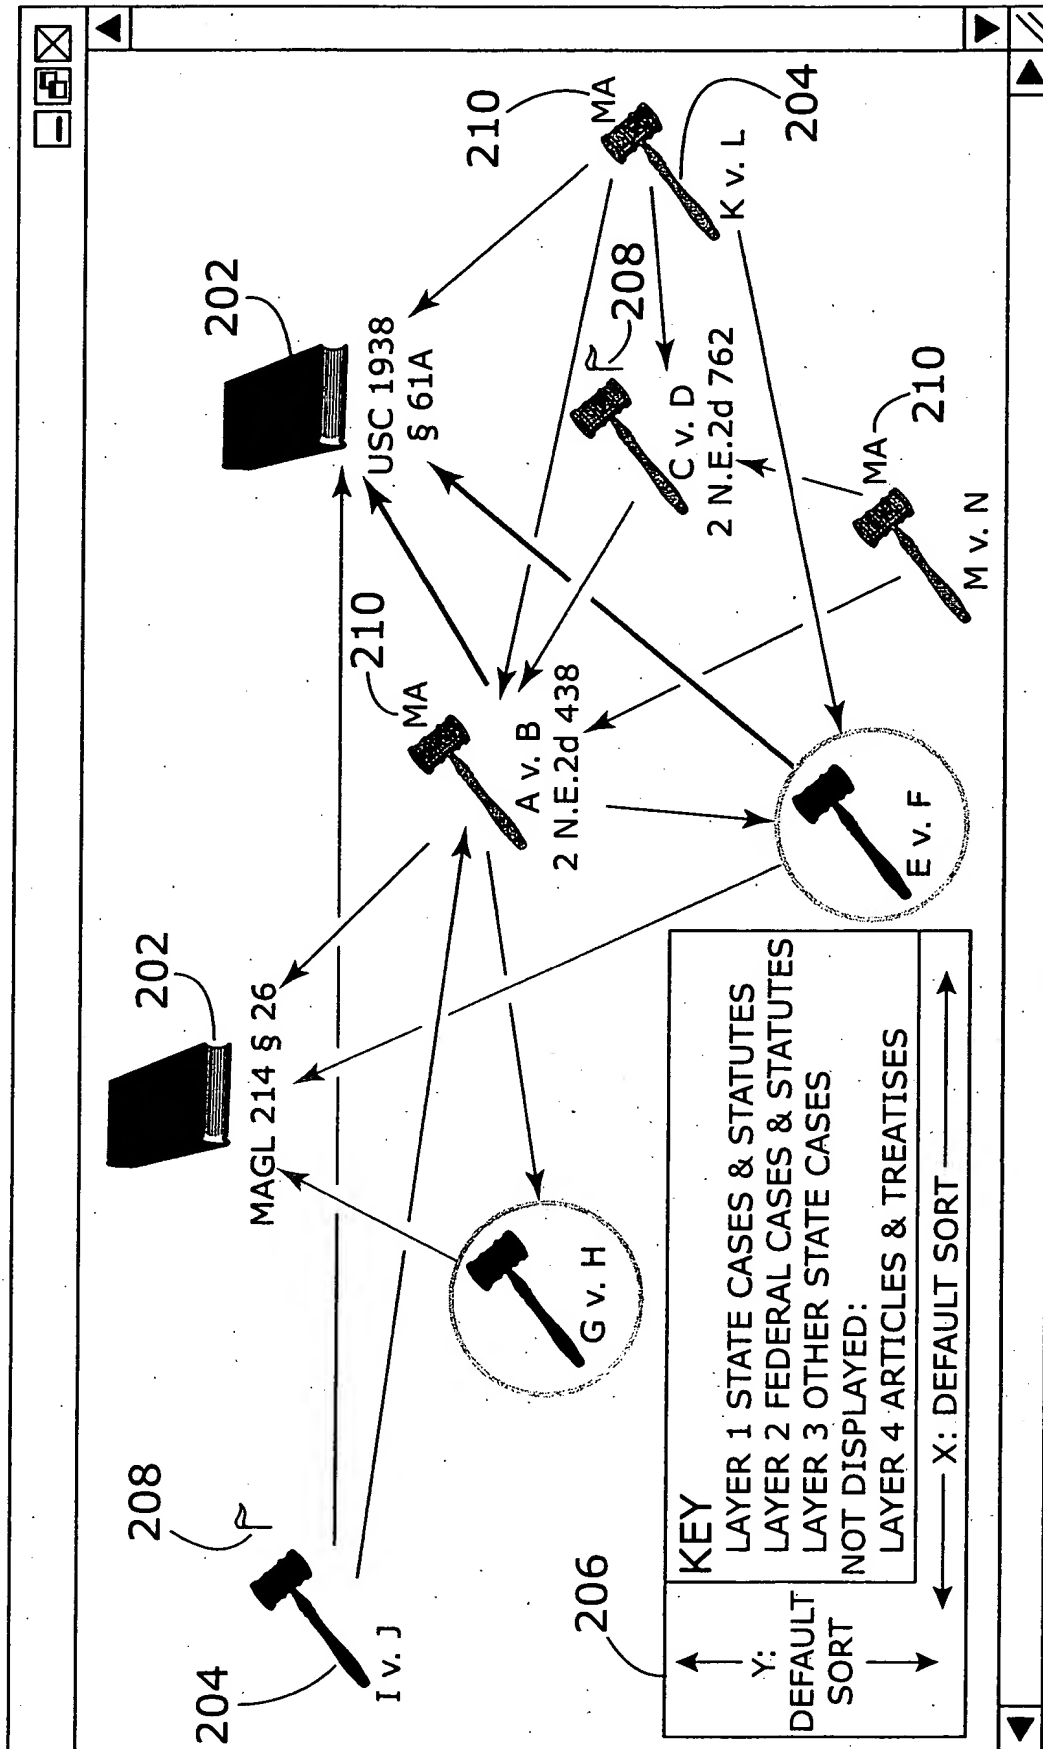 202
202
208
MAGL 214 § 26
USC 1938
§ 61A
210
MA
210
MA
204
I v. J
204
A v. B
2 N.E.2d 438
208
C v. D
2 N.E.2d 762
K v. L
G v. H
E v. F
MA
210
M v. N
206
KEY
LAYER 1 STATE CASES & STATUTES
LAYER 2 FEDERAL CASES & STATUTES
LAYER 3 OTHER STATE CASES
NOT DISPLAYED:
LAYER 4 ARTICLES & TREATISES
Y:
DEFAULT
SORT
X: DEFAULT SORT